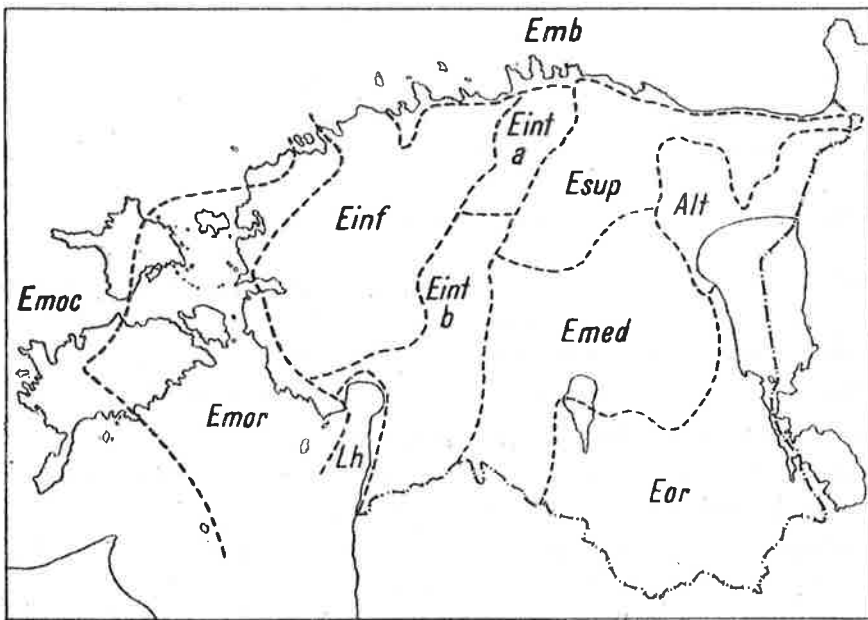 Emb
Eint
a
Esup
Alt
Einf
Emoc
Eint
b
Emed
Emor
Lh
Eor